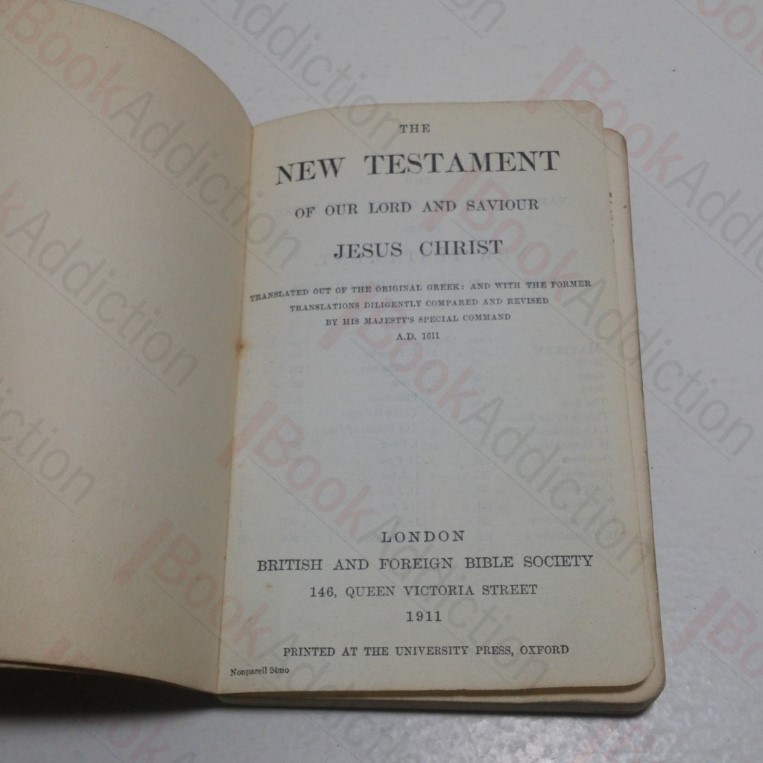 THE
NEW TESTAMENT
OF OUR LORD AND SAVIOUR
JESUS CHRIST
TRANSLATED OUT OF THE ORIGINAL GREEK: AND WITH THE FORMER
TRANSLATIONS DILIGENTLY COMPARED AND REVISED
BY HIS MAJESTY'S SPECIAL COMMAND
A.D. 1611
LONDON
BRITISH AND FOREIGN BIBLE SOCIETY
146, QUEEN VICTORIA STREET
1911
PRINTED AT THE UNIVERSITY PRESS, OXFORD
Nonpareil 24mo
BookAddiction